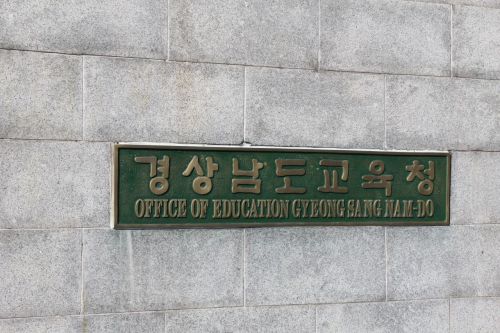 경상남도교육청
OFFICE OF EDUCATION GYEONG SANG NAM-DO